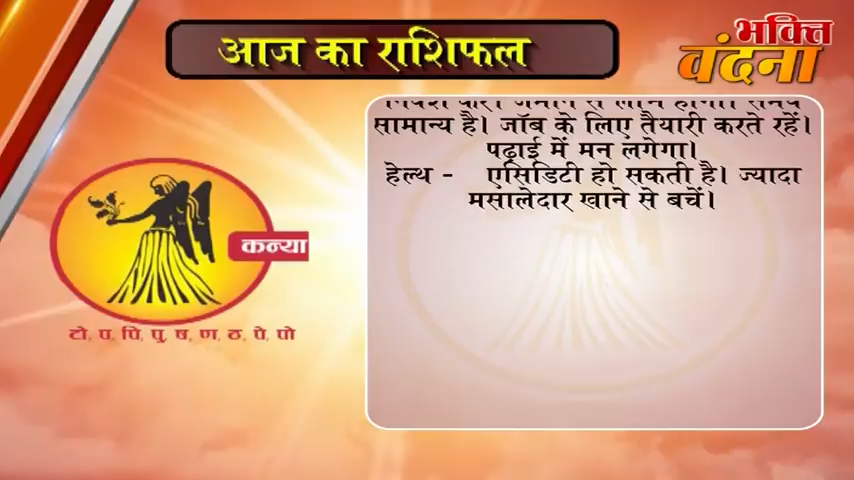 आज का राशिफल
भक्ति
वंदना
सामान्य है। जॉब के लिए तैयारी करते रहें।
पढ़ाई में मन लगेगा।
हेल्थ - एसिडिटी हो सकती है। ज्यादा
मसालेदार खाने से बचें।
कन्या
टो, प, पि, पु, ष, ण, ठ, पे, पो